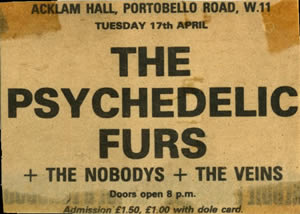 ACKLAM HALL, PORTOBELLO ROAD, W.11
TUESDAY 17th APRIL
THE
PSYCHEDELIC
FURS
+ THE NOBODYS + THE VEINS
Doors open 8 p.m.
Admission £1.50, £1.00 with dole card.